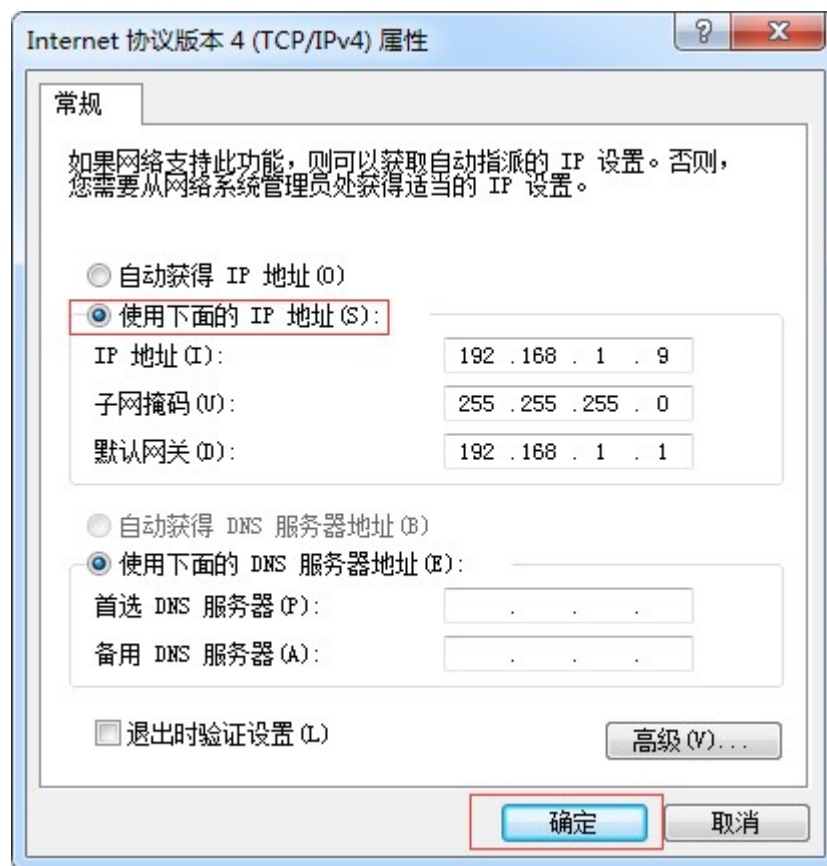 Internet 协议版本 4 (TCP/IPv4) 属性
常规
如果网络支持此功能，则可以获取自动指派的 IP 设置。否则，
您需要从网络系统管理员处获得适当的 IP 设置。
自动获得 IP 地址(O)
使用下面的 IP 地址(S):
IP 地址(I): 192 .168 . 1 . 9
子网掩码(U): 255 .255 .255 . 0
默认网关(D): 192 .168 . 1 . 1
自动获得 DNS 服务器地址(B)
使用下面的 DNS 服务器地址(E):
首选 DNS 服务器(P): . . .
备用 DNS 服务器(A): . . .
退出时验证设置(L)
高级(V)...
确定 取消